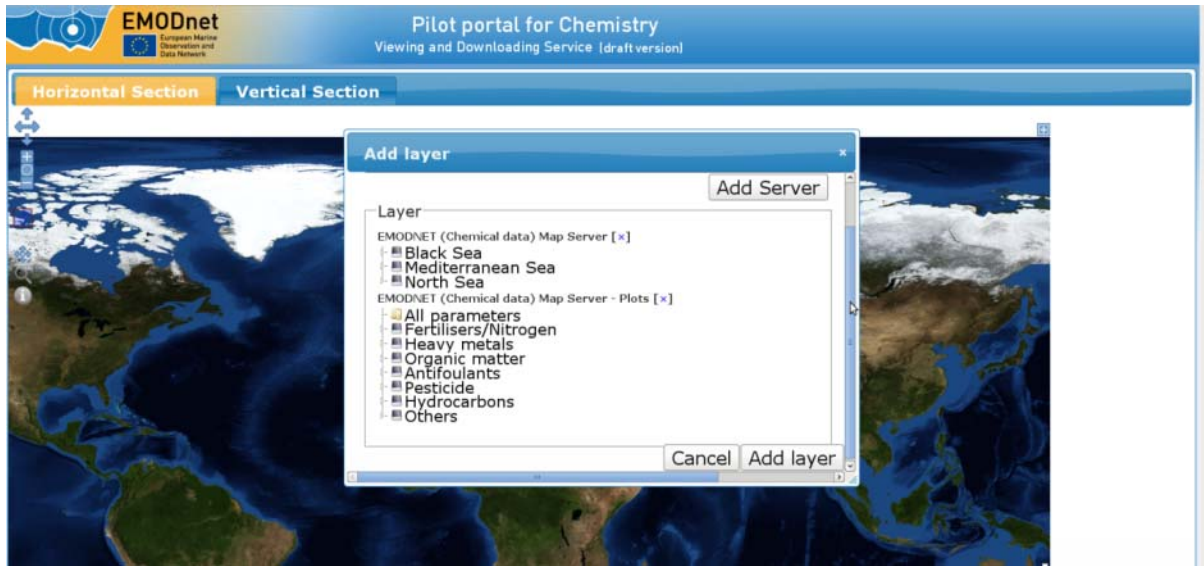 EMODnet
European Marine
Observation and
Data Network
Pilot portal for Chemistry
Viewing and Downloading Service (draft version)
Horizontal Section
Vertical Section
Add layer
×
Add Server
Layer
EMODNET (Chemical data) Map Server [×]
Black Sea
Mediterranean Sea
North Sea
EMODNET (Chemical data) Map Server - Plots [×]
All parameters
Fertilisers/Nitrogen
Heavy metals
Organic matter
Antifoulants
Pesticide
Hydrocarbons
Others
Cancel
Add layer